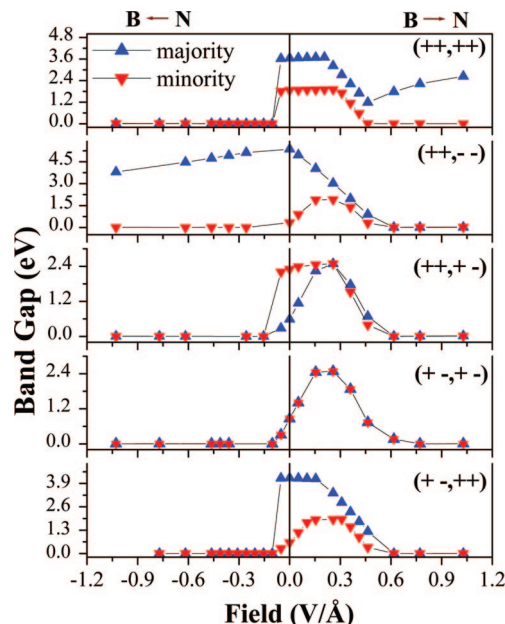 B ← N B → N
4.8 majority (++,++)
3.6
2.4 minority
1.2
0.0
4.5 (++,- -)
3.0
1.5
0.0
2.4 (++,+ -)
1.2
0.0
2.4 (+ -,+ -)
1.2
0.0
3.9 (+ -,++)
2.6
1.3
0.0
Band Gap (eV)
-1.2 -0.9 -0.6 -0.3 0.0 0.3 0.6 0.9 1.2
Field (V/Å)